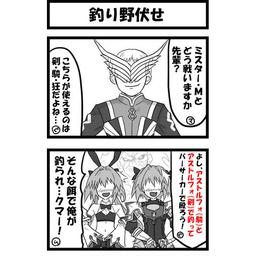 釣り野伏せ
ミスター・Mと
どう戦いますか
先輩?
マ
こちらが使えるのは
剣・騎・狂だよね…
よし、アストルフォ(騎)と
アストルフォ(剣)で釣って
バーサーカーで殴ろう!
そんな餌で俺が
釣られ…クマー!